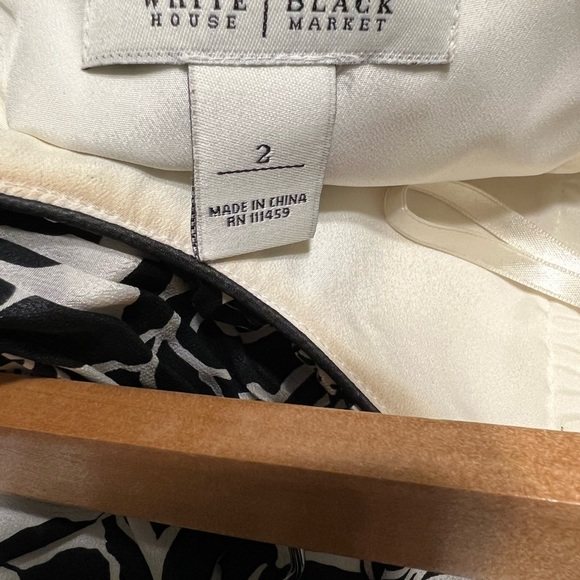 WHITE | BLACK
HOUSE | MARKET
2
MADE IN CHINA
RN 111459